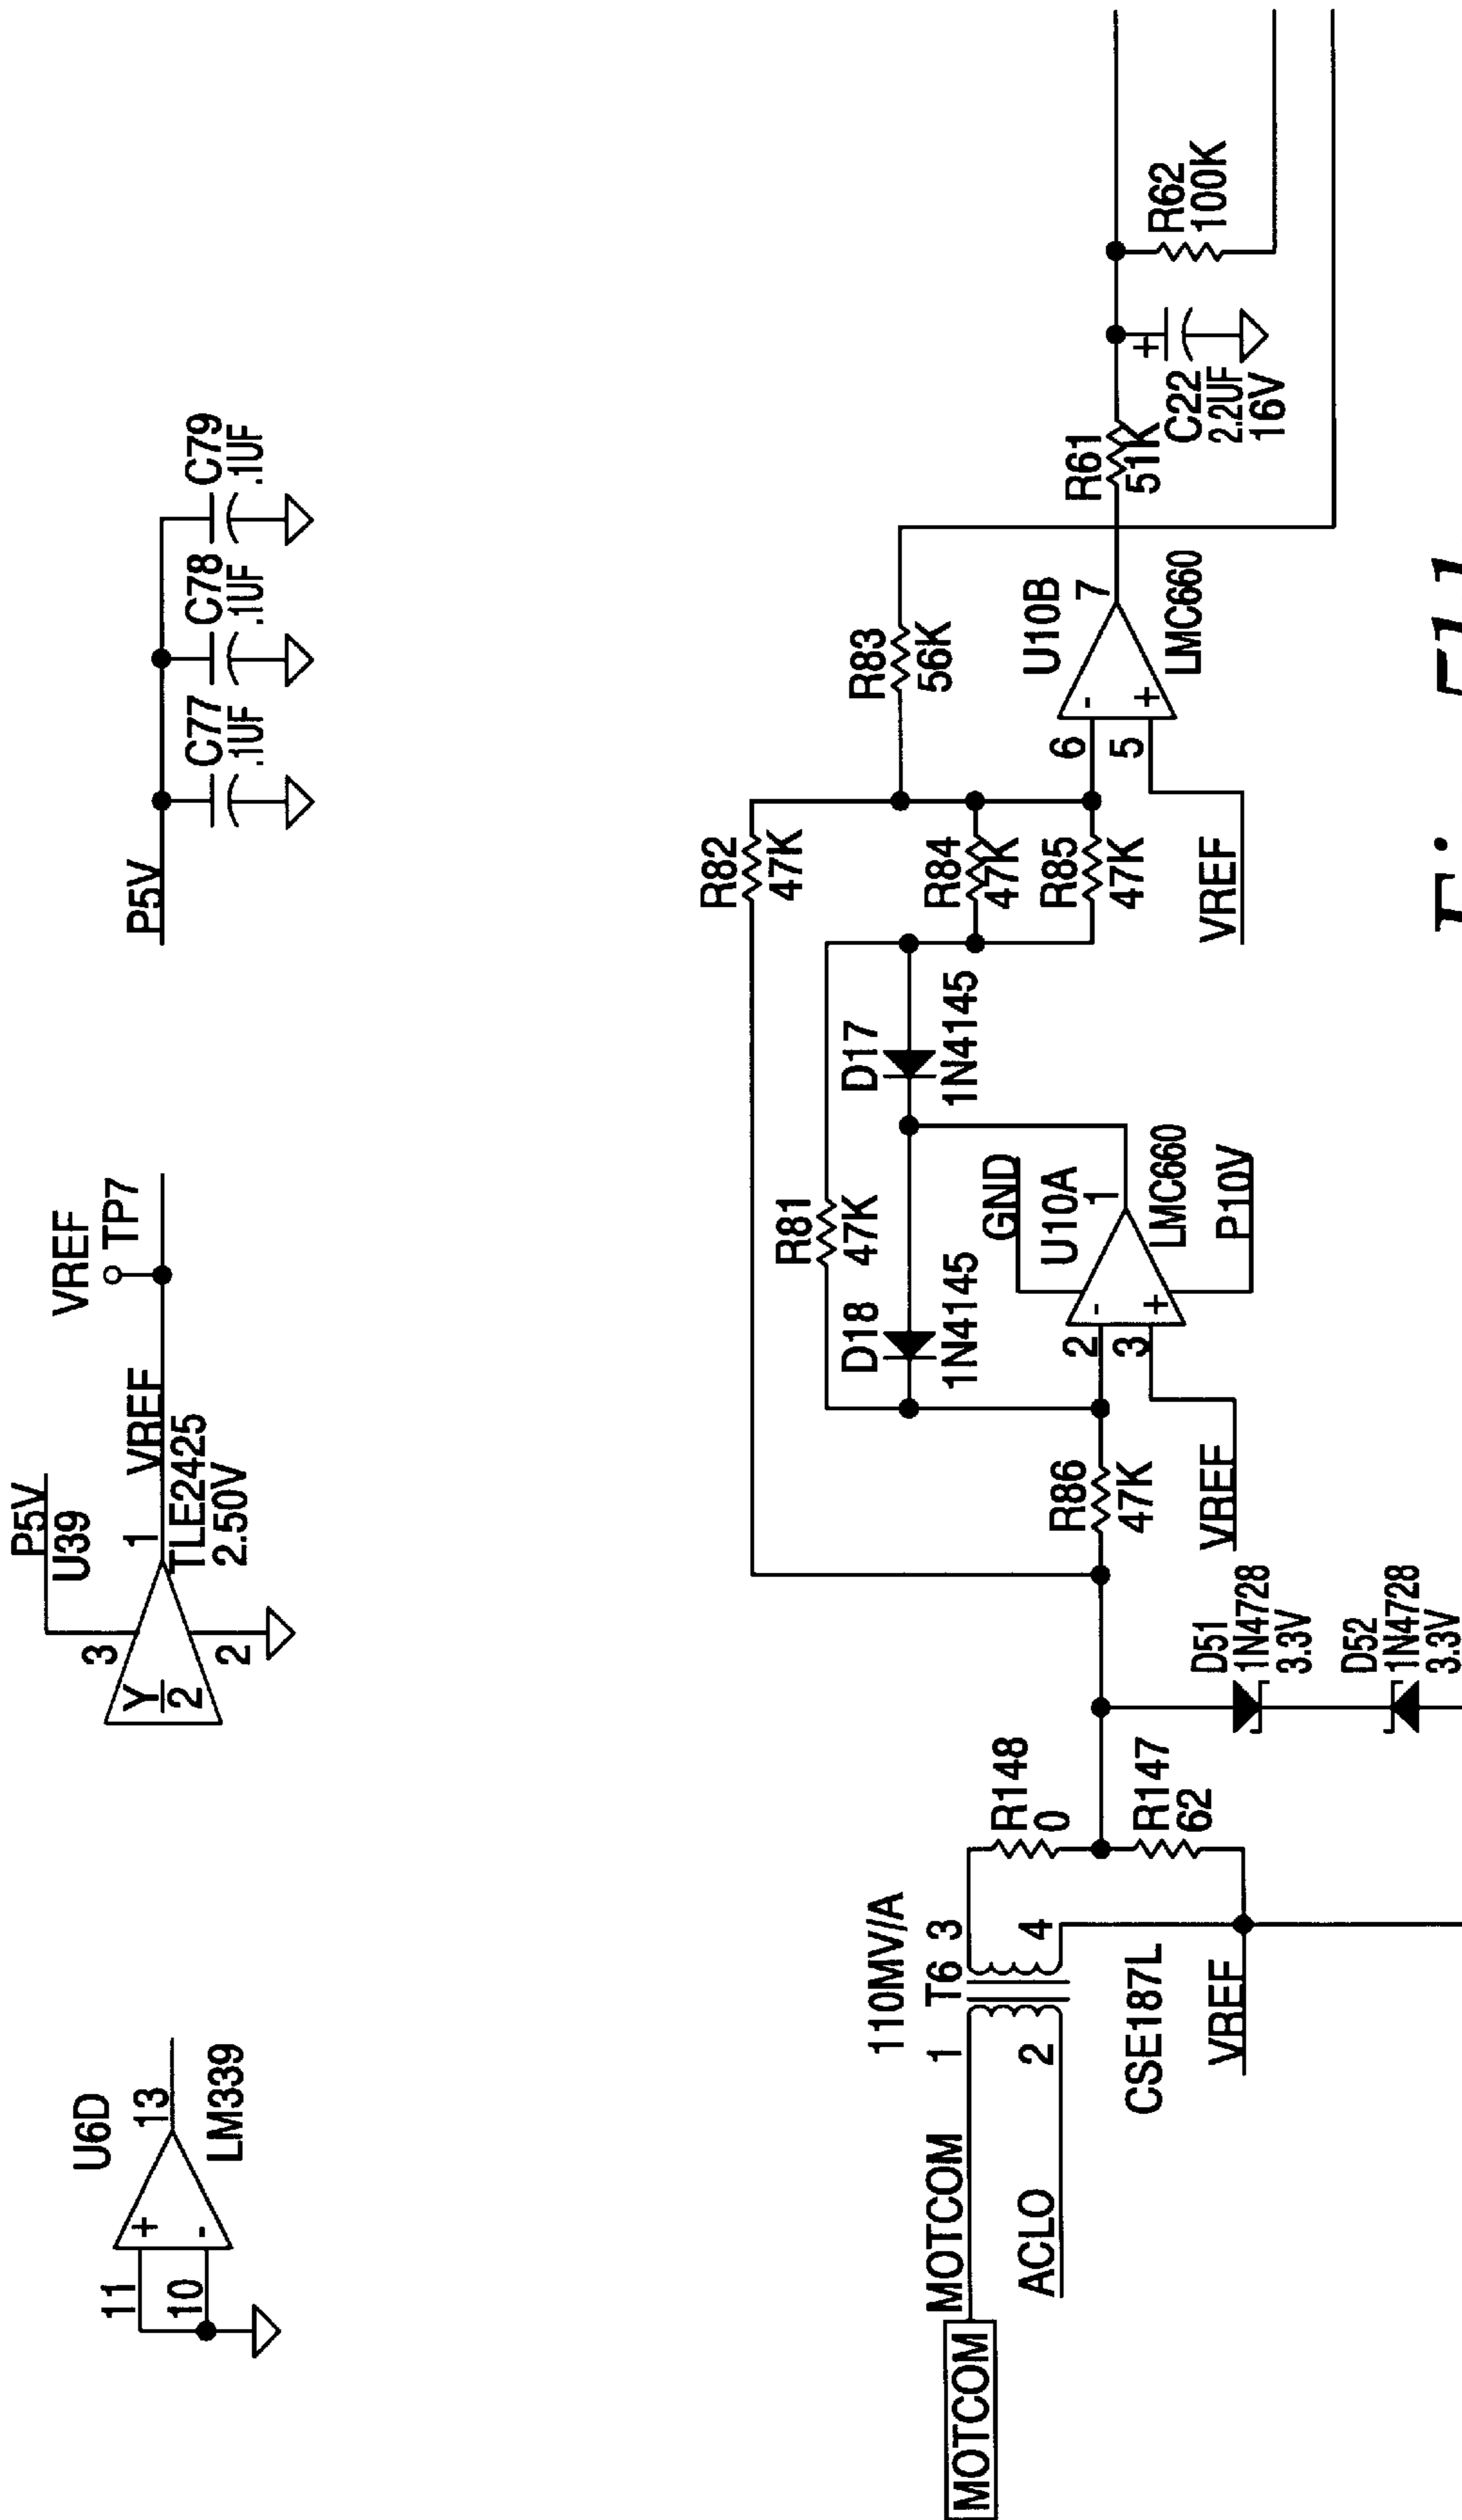 U6D
11
10
+
-
13
LM339
P5V
U39
3
Y
2
2
1
VREF
TLE2425
2.50V
VREF
TP7
P5V
C77
.1UF
C78
.1UF
C79
.1UF
MOTCOM
MOTCOM
ACLO
110MV/A
1
T6
3
2
4
CSE187L
VREF
R148
0
R147
62
D51
1N4728
3.3V
D52
1N4728
3.3V
R86
47K
VREF
2
3
-
+
1
GND
U10A
LMC660
P10V
D18
1N4145
R81
47K
D17
1N4145
R82
47K
R84
47K
R85
47K
VREF
6
5
-
+
7
U10B
LMC660
R83
56K
R61
51K
+
C22
2.2UF
16V
R62
100K